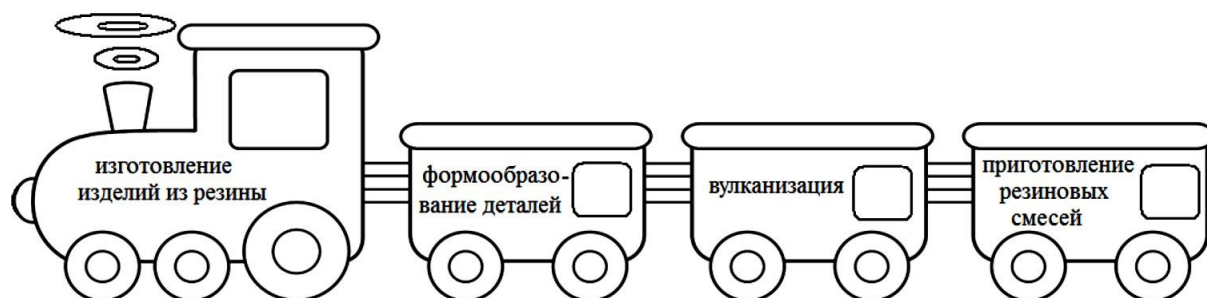 изготовление
изделий из резины
формообразо-
вание деталей
вулканизация
приготовление
резиновых
смесей